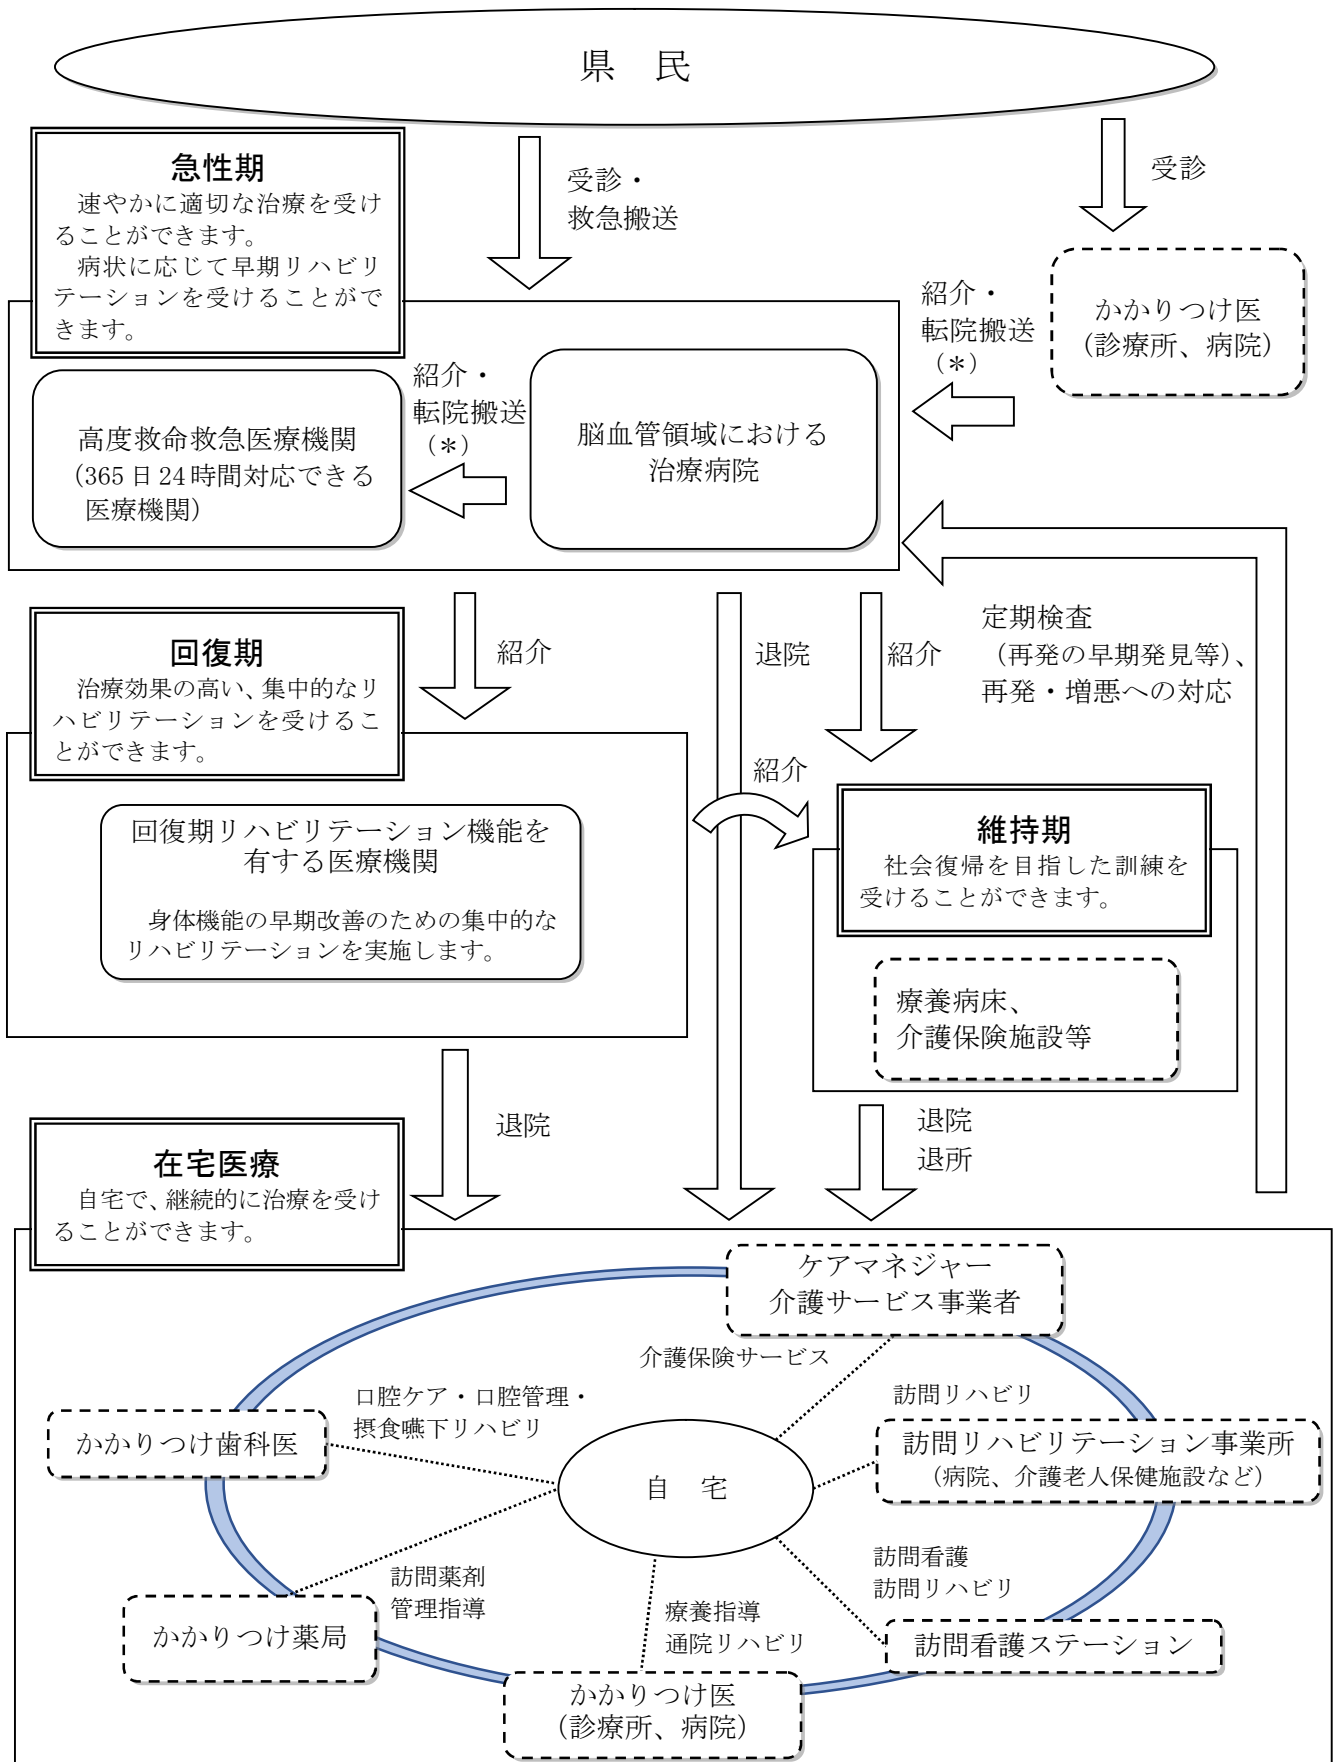 県　民
急性期
速やかに適切な治療を受け
ることができます。
病状に応じて早期リハビリ
テーションを受けることがで
きます。
受診・
救急搬送
受診
かかりつけ医
（診療所、病院）
紹介・
転院搬送
（＊）
高度救命救急医療機関
（365日24時間対応できる
医療機関）
紹介・
転院搬送
（＊）
脳血管領域における
治療病院
回復期
治療効果の高い、集中的なリ
ハビリテーションを受けるこ
とができます。
紹介
退院
紹介
定期検査
（再発の早期発見等）、
再発・増悪への対応
紹介
回復期リハビリテーション機能を
有する医療機関
身体機能の早期改善のための集中的な
リハビリテーションを実施します。
維持期
社会復帰を目指した訓練を
受けることができます。
療養病床、
介護保険施設等
退院
退院
退所
在宅医療
自宅で、継続的に治療を受け
ることができます。
ケアマネジャー
介護サービス事業者
介護保険サービス
口腔ケア・口腔管理・
摂食嚥下リハビリ
かかりつけ歯科医
訪問リハビリ
訪問リハビリテーション事業所
（病院、介護老人保健施設など）
自　宅
訪問薬剤
管理指導
かかりつけ薬局
療養指導
通院リハビリ
かかりつけ医
（診療所、病院）
訪問看護
訪問リハビリ
訪問看護ステーション